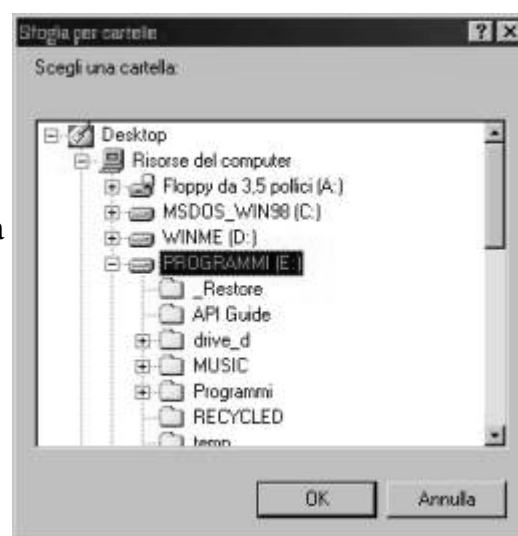 Sfoglia per cartelle
Scegli una cartella:
Desktop
Risorse del computer
Floppy da 3,5 pollici (A:)
MSDOS_WIN98 (C:)
WINME (D:)
a
PROGRAMMI (E:)
_Restore
API Guide
drive_d
MUSIC
Programmi
RECYCLED
temp
OK Annulla